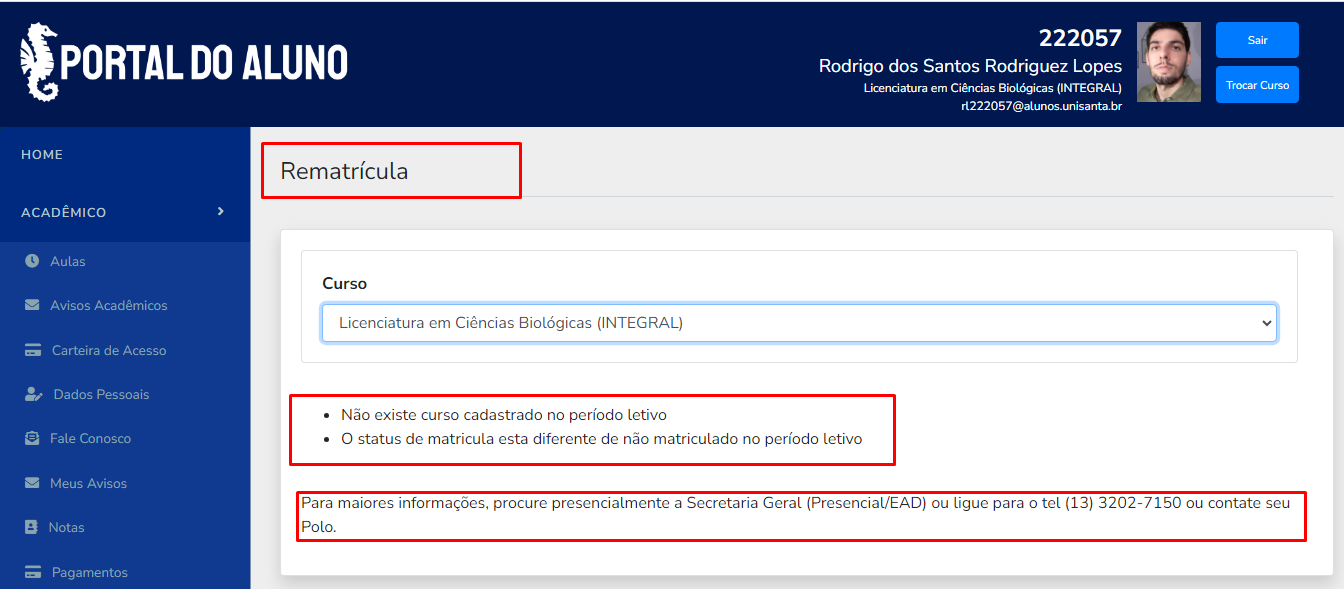 PORTAL DO ALUNO
222057
Rodrigo dos Santos Rodriguez Lopes
Licenciatura em Ciências Biológicas (INTEGRAL)
rl222057@alunos.unisanta.br
Sair
Trocar Curso
HOME
ACADÊMICO
Aulas
Avisos Acadêmicos
Carteira de Acesso
Dados Pessoais
Fale Conosco
Meus Avisos
Notas
Pagamentos
Rematrícula
Curso
Licenciatura em Ciências Biológicas (INTEGRAL)
Não existe curso cadastrado no período letivo
O status de matricula esta diferente de não matriculado no período letivo
Para maiores informações, procure presencialmente a Secretaria Geral (Presencial/EAD) ou ligue para o tel (13) 3202-7150 ou contate seu
Polo.